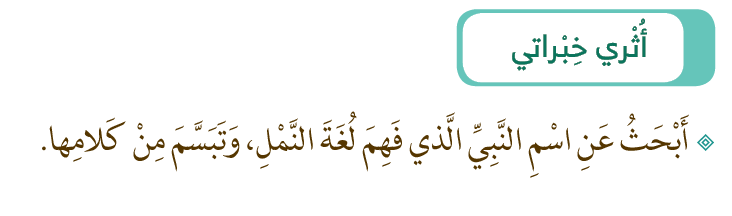 أُثْري خِبْراتي
أَبْحَثُ عَنِ اسْمِ النَّبِيِّ الَّذي فَهِمَ لُغَةَ النَّمْلِ، وَتَبَسَّمَ مِنْ كَلامِها.